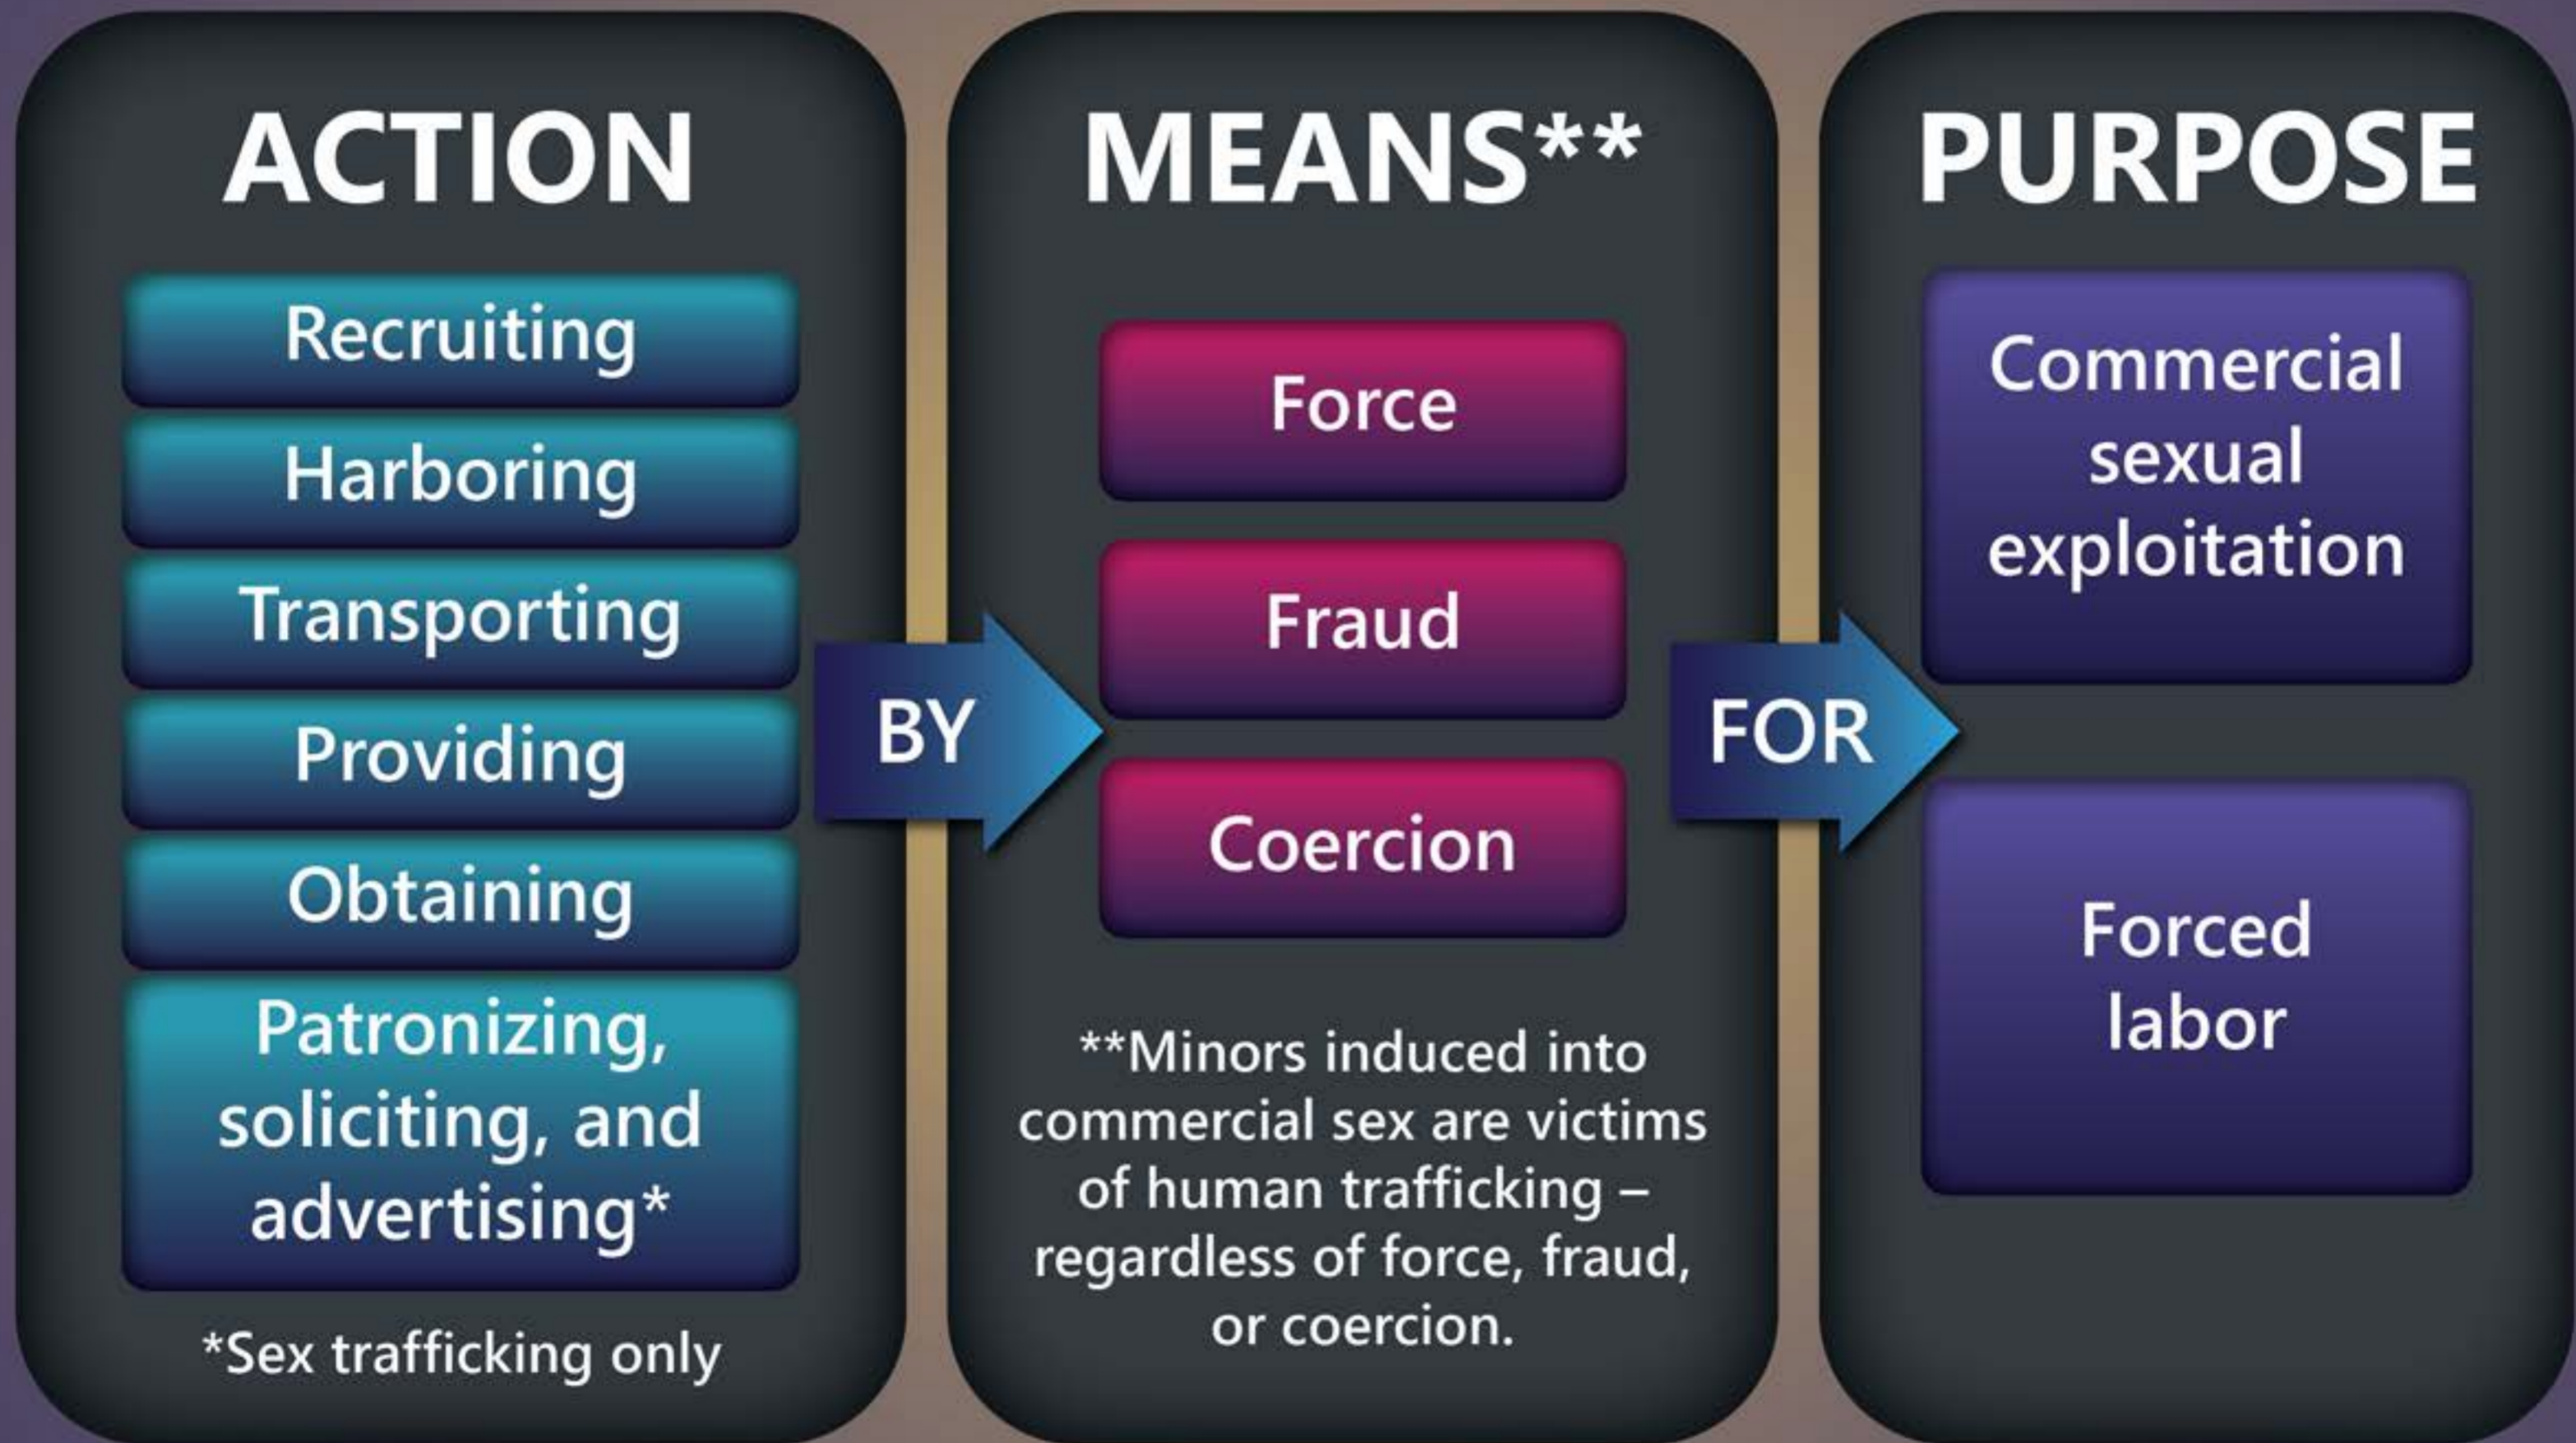 ACTION
Recruiting
Harboring
Transporting
Providing
Obtaining
Patronizing,
soliciting, and
advertising*
*Sex trafficking only
BY
MEANS**
Force
Fraud
Coercion
**Minors induced into
commercial sex are victims
of human trafficking –
regardless of force, fraud,
or coercion.
FOR
PURPOSE
Commercial
sexual
exploitation
Forced
labor